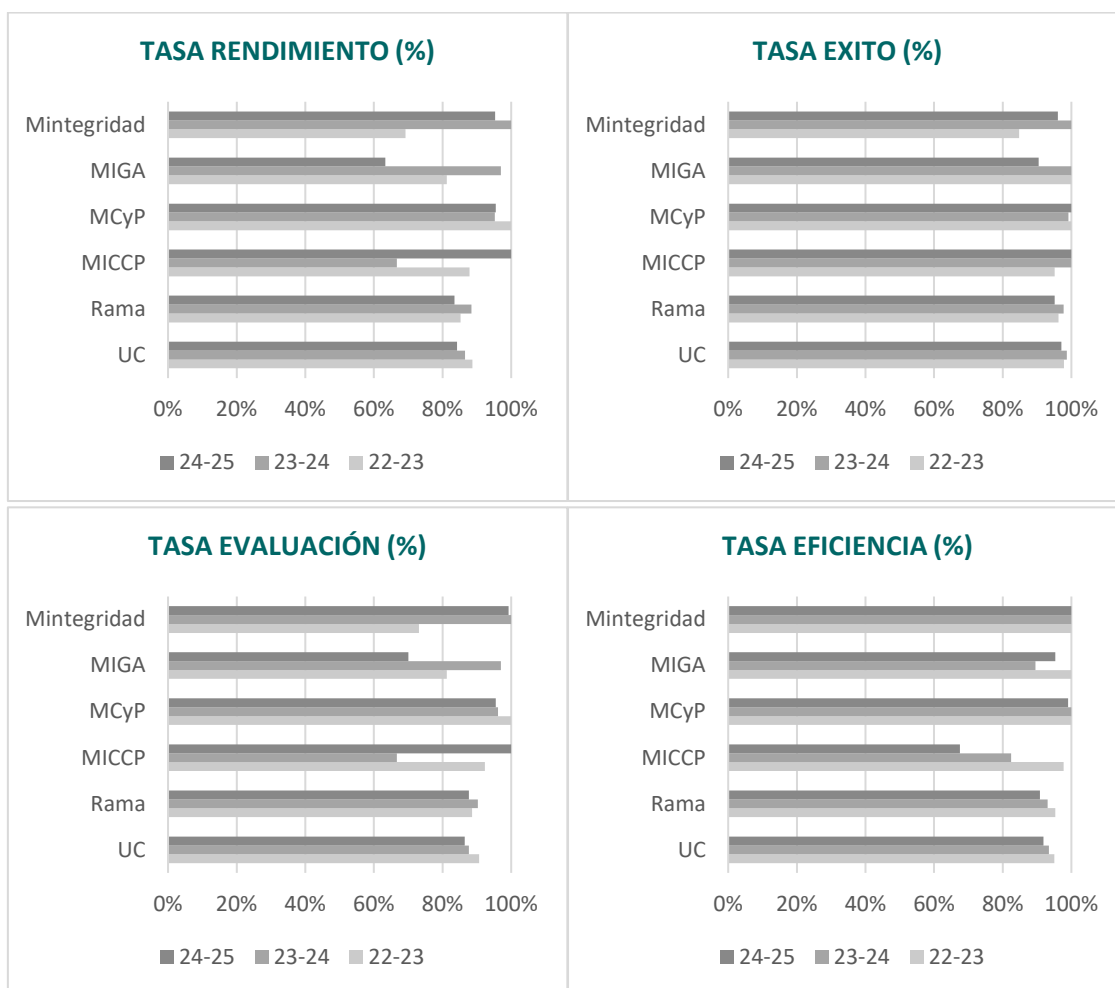 TASA RENDIMIENTO (%)
Mintegridad
MIGA
MCyP
MICCP
Rama
UC
0% 20% 40% 60% 80% 100%
24-25 23-24 22-23
TASA EXITO (%)
Mintegridad
MIGA
MCyP
MICCP
Rama
UC
0% 20% 40% 60% 80% 100%
24-25 23-24 22-23
TASA EVALUACIÓN (%)
Mintegridad
MIGA
MCyP
MICCP
Rama
UC
0% 20% 40% 60% 80% 100%
24-25 23-24 22-23
TASA EFICIENCIA (%)
Mintegridad
MIGA
MCyP
MICCP
Rama
UC
0% 20% 40% 60% 80% 100%
24-25 23-24 22-23